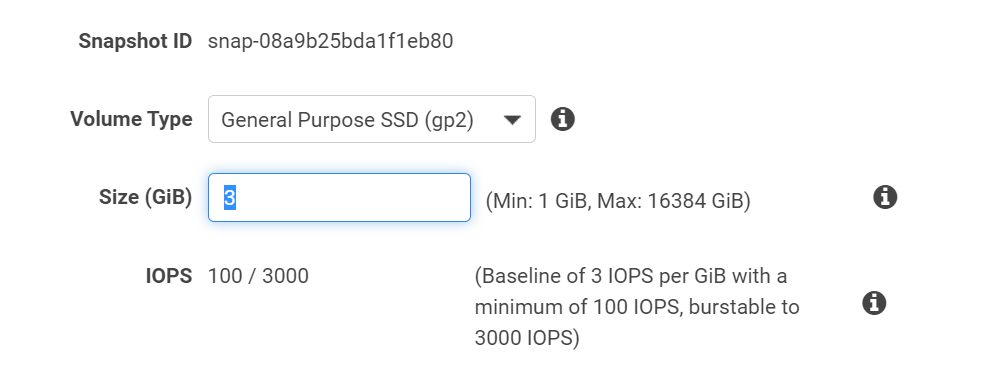 Snapshot ID snap-08a9b25bda1f1eb80
Volume Type General Purpose SSD (gp2)
Size (GiB) 3 (Min: 1 GiB, Max: 16384 GiB)
IOPS 100 / 3000 (Baseline of 3 IOPS per GiB with a
minimum of 100 IOPS, burstable to
3000 IOPS)